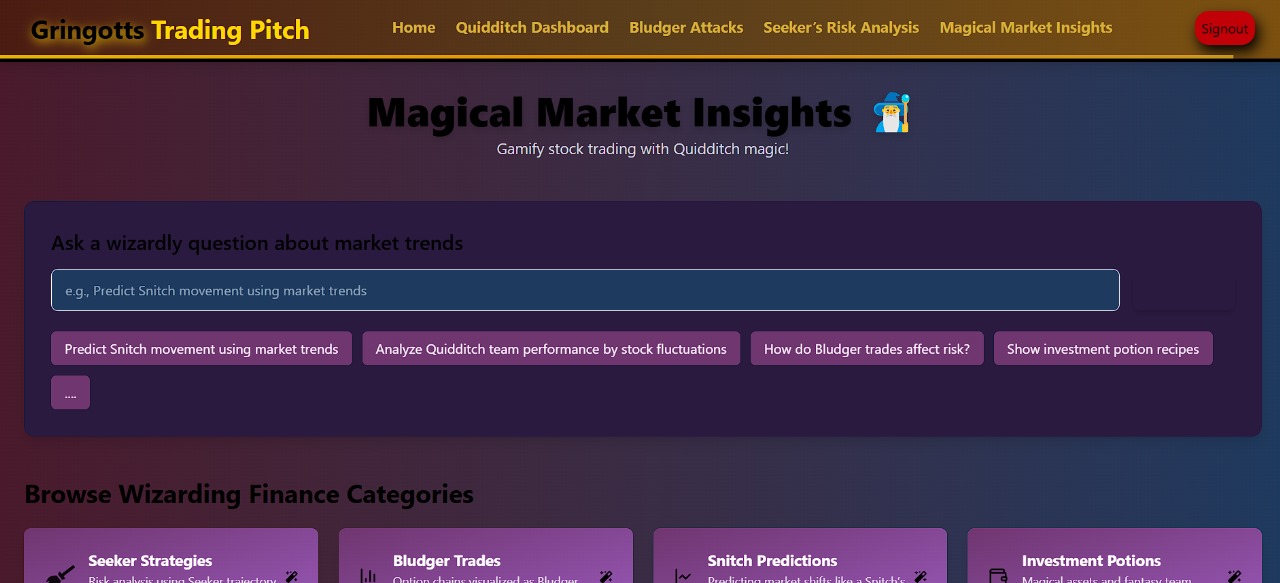 Gringotts Trading Pitch
Home Quidditch Dashboard Bludger Attacks Seeker’s Risk Analysis Magical Market Insights
Signout
Magical Market Insights
Gamify stock trading with Quidditch magic!
Ask a wizardly question about market trends
e.g., Predict Snitch movement using market trends
Predict Snitch movement using market trends Analyze Quidditch team performance by stock fluctuations How do Bludger trades affect risk? Show investment potion recipes
....
Browse Wizarding Finance Categories
Seeker Strategies Bludger Trades Snitch Predictions Investment Potions
Risk analysis using Seeker trajectory Option chains visualized as Bludger Predicting market shifts like a Snitch’s Magical assets and fantasy team